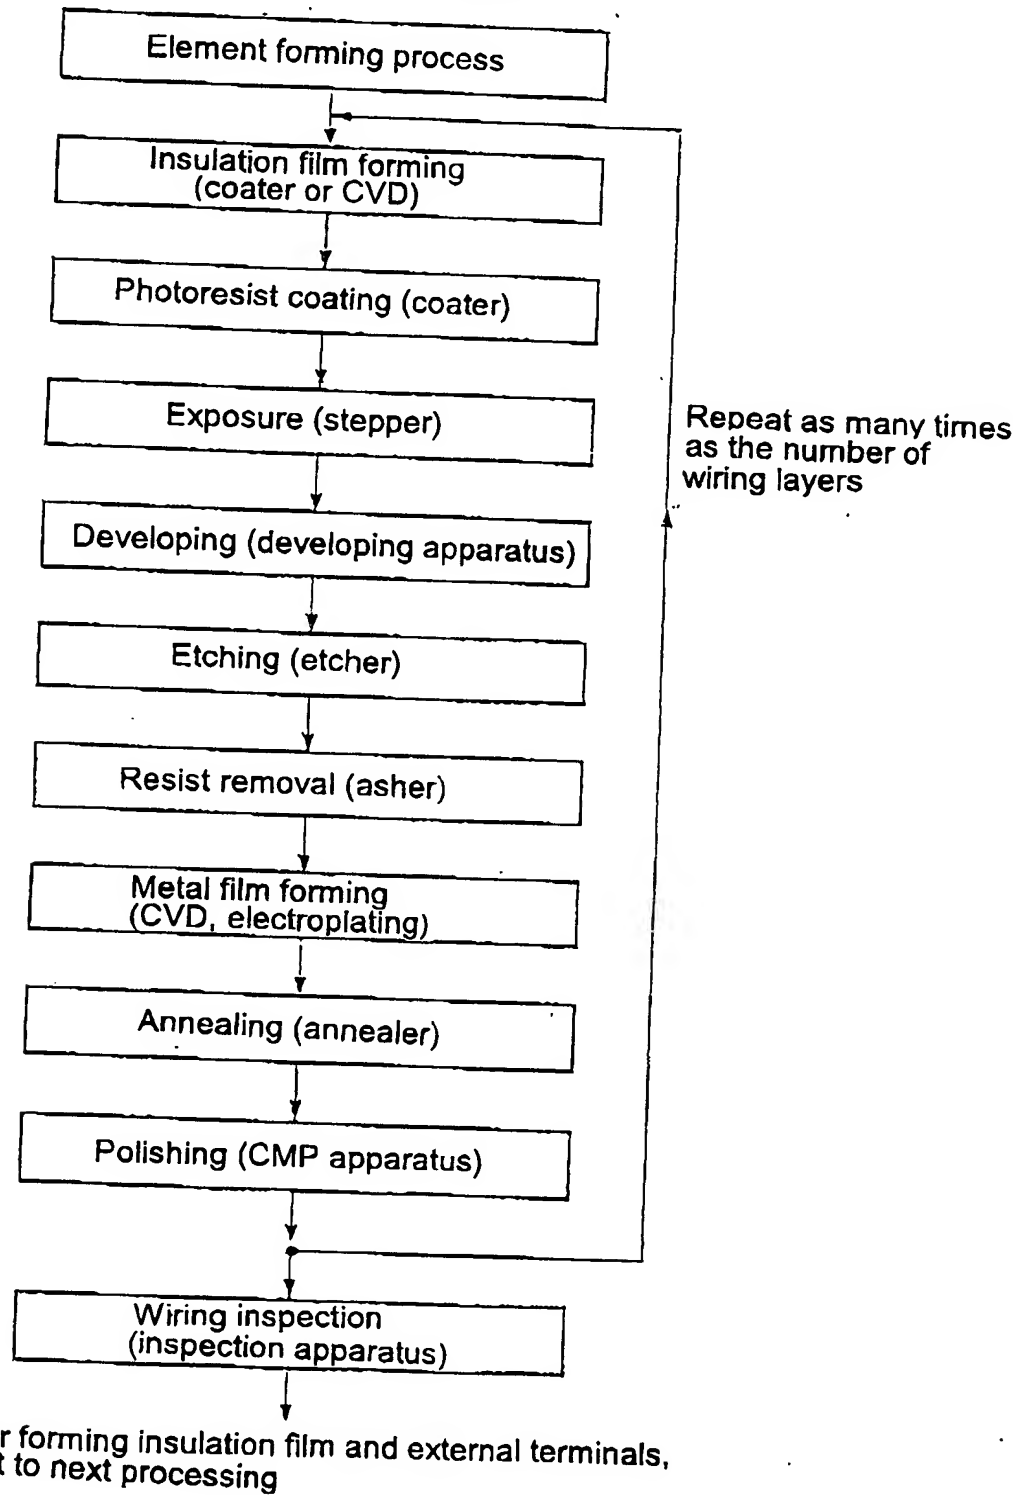 Element forming process
Insulation film forming
(coater or CVD)
Photoresist coating (coater)
Exposure (stepper)
Repeat as many times
as the number of
wiring layers
Developing (developing apparatus)
Etching (etcher)
Resist removal (asher)
Metal film forming
(CVD, electroplating)
Annealing (annealer)
Polishing (CMP apparatus)
Wiring inspection
(inspection apparatus)
forming insulation film and external terminals,
to next processing